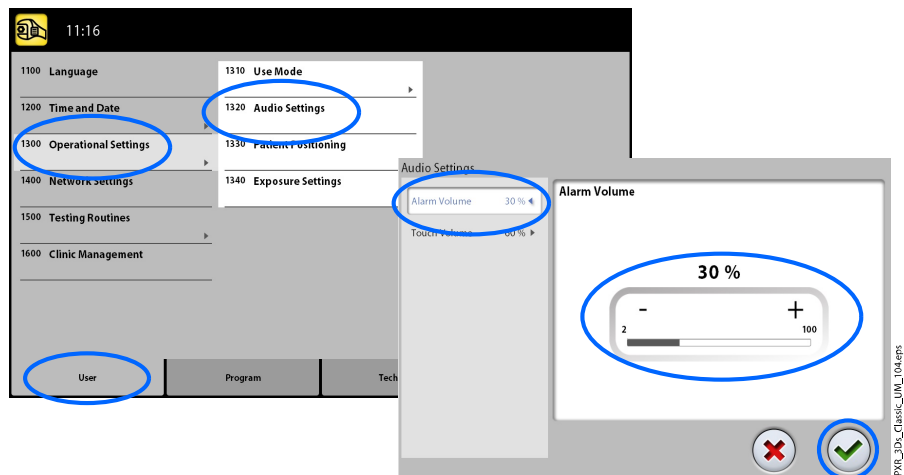 11:16
1100 Language
1200 Time and Date
1300 Operational Settings
1400 Network Settings
1500 Testing Routines
1600 Clinic Management
1310 Use Mode
1320 Audio Settings
1330 Patient Positioning
1340 Exposure Settings
User
Program
Tech
Audio Settings
Alarm Volume 30 %
Touch Volume 60 %
Alarm Volume
30 %
- +
2 100
PXR_3Ds_Classic_UM_104.eps